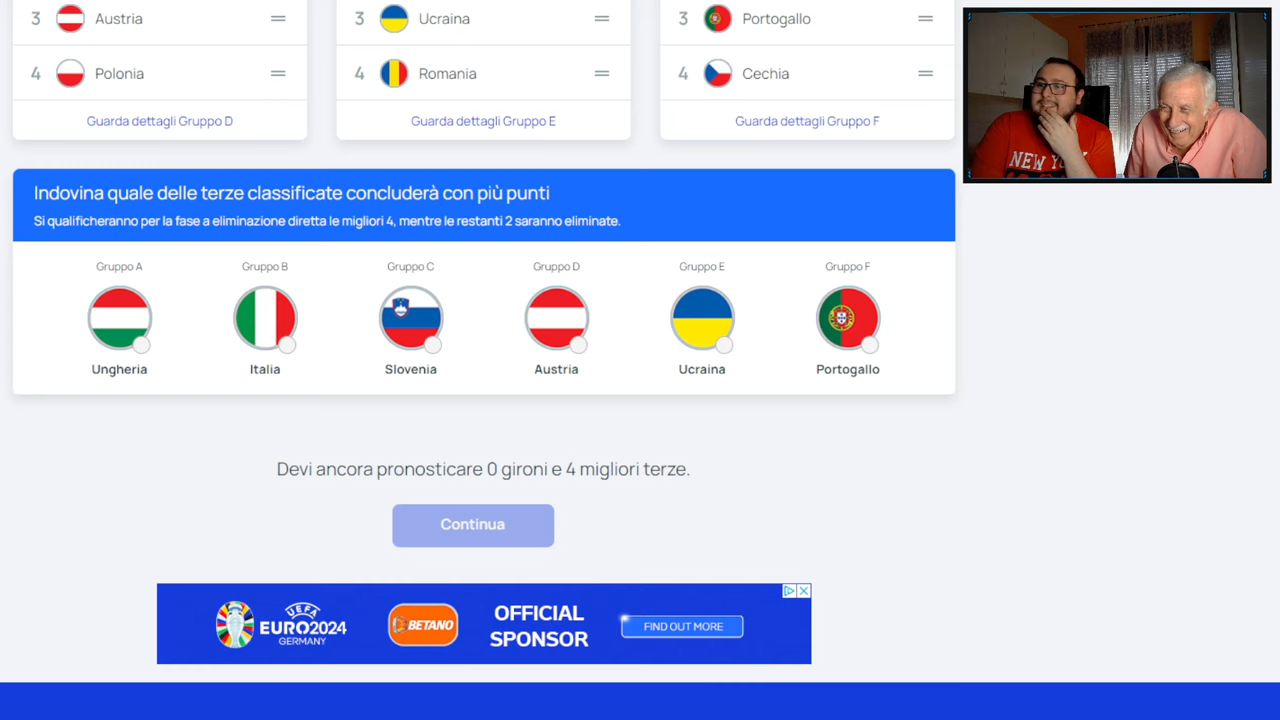 3 Austria
3 Ucraina
3 Portogallo
4 Polonia
4 Romania
4 Cechia
Guarda dettagli Gruppo D
Guarda dettagli Gruppo E
Guarda dettagli Gruppo F
NEW YO
Indovina quale delle terze classificate concluderà con più punti
Si qualificheranno per la fase a eliminazione diretta le migliori 4, mentre le restanti 2 saranno eliminate.
Gruppo A
Gruppo B
Gruppo C
Gruppo D
Gruppo E
Gruppo F
Ungheria
Italia
Slovenia
Austria
Ucraina
Portogallo
Devi ancora pronosticare 0 gironi e 4 migliori terze.
Continua
UEFA
EURO2024
GERMANY
BETANO
OFFICIAL
SPONSOR
FIND OUT MORE